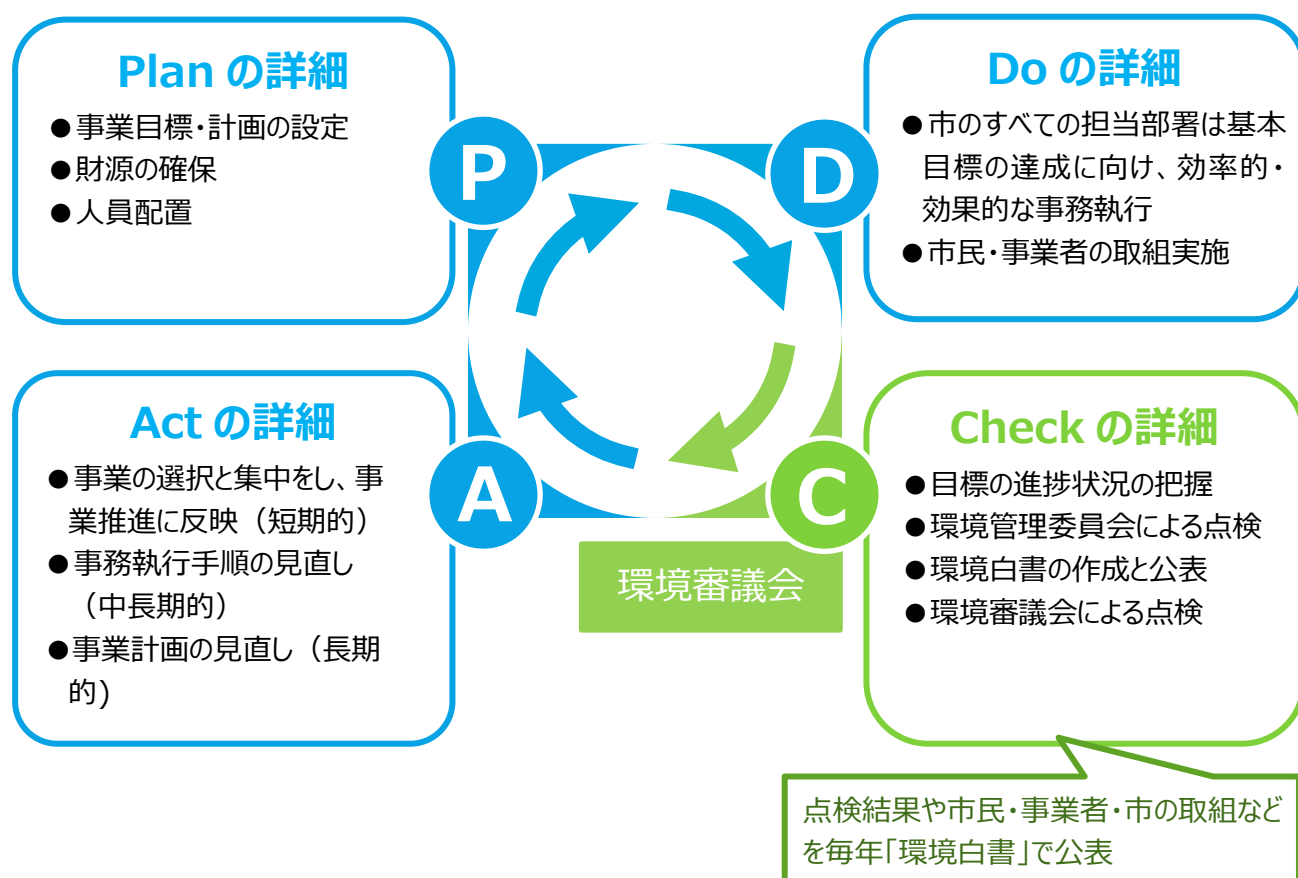 Plan の詳細
●事業目標・計画の設定
●財源の確保
●人員配置
P
D
Do の詳細
●市のすべての担当部署は基本
目標の達成に向け、効率的・
効果的な事務執行
●市民・事業者の取組実施
Act の詳細
●事業の選択と集中をし、事
業推進に反映（短期的）
●事務執行手順の見直し
（中長期的）
●事業計画の見直し（長期
的)
A
C
環境審議会
Check の詳細
●目標の進捗状況の把握
●環境管理委員会による点検
●環境白書の作成と公表
●環境審議会による点検
点検結果や市民・事業者・市の取組など
を毎年「環境白書」で公表